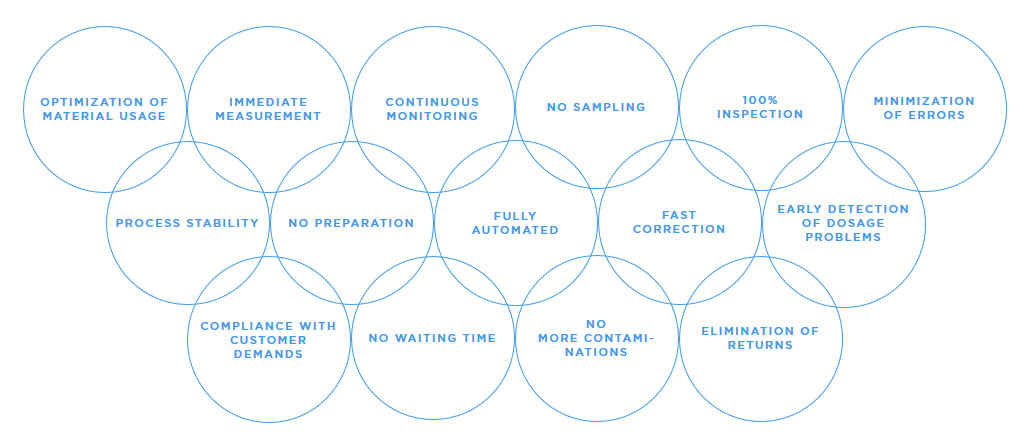 OPTIMIZATION OF
MATERIAL USAGE
IMMEDIATE
MEASUREMENT
CONTINUOUS
MONITORING
NO SAMPLING
100%
INSPECTION
MINIMIZATION
OF ERRORS
PROCESS STABILITY
NO PREPARATION
FULLY
AUTOMATED
FAST
CORRECTION
EARLY DETECTION
OF DOSAGE
PROBLEMS
COMPLIANCE WITH
CUSTOMER
DEMANDS
NO WAITING TIME
NO
MORE CONTAMI-
NATIONS
ELIMINATION OF
RETURNS